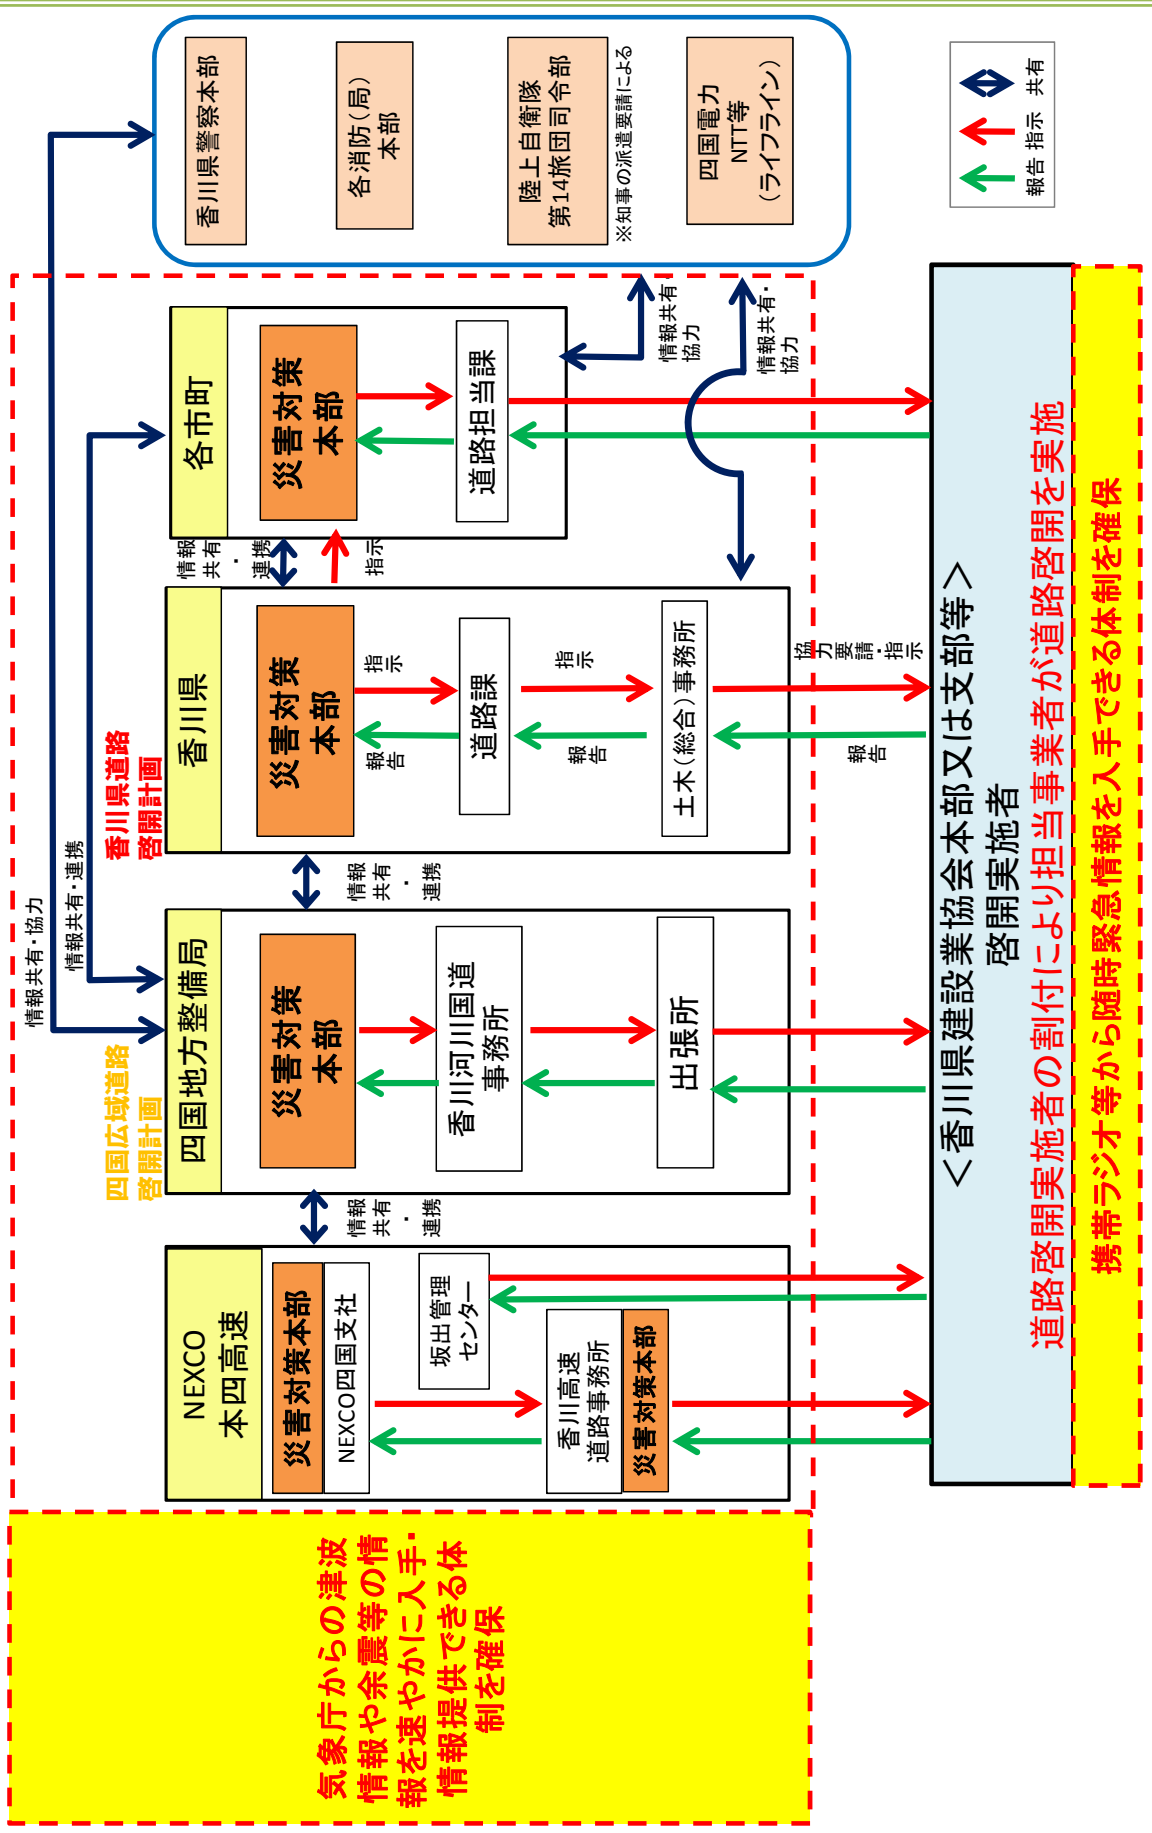 気象庁からの津波
情報や余震等の情
報を速やかに入手・
情報提供できる体
制を確保
情報共有・協力
情報共有・連携
四国広域道路
啓開計画
香川県道路
啓開計画
NEXCO
本四高速
災害対策本部
NEXCO四国支社
坂出管理
センター
香川高速
道路事務所
災害対策本部
情報
共有
・
連携
四国地方整備局
災害対策
本部
香川河川国道
事務所
出張所
情報
共有
・
連携
香川県
災害対策
本部
報告
指示
道路課
報告
指示
土木(総合)事務所
報告
協力要請・指示
情報
共有
・
連携
指示
各市町
災害対策
本部
道路担当課
情報共有・
協力
情報共有・
協力
香川県警察本部
各消防(局)
本部
陸上自衛隊
第14旅団司令部
※知事の派遣要請による
四国電力
NTT等
(ライフライン)
共有
指示
報告
＜香川県建設業協会本部又は支部等＞
啓開実施者
道路啓開実施者の割付により担当事業者が道路啓開を実施
携帯ラジオ等から随時緊急情報を入手できる体制を確保